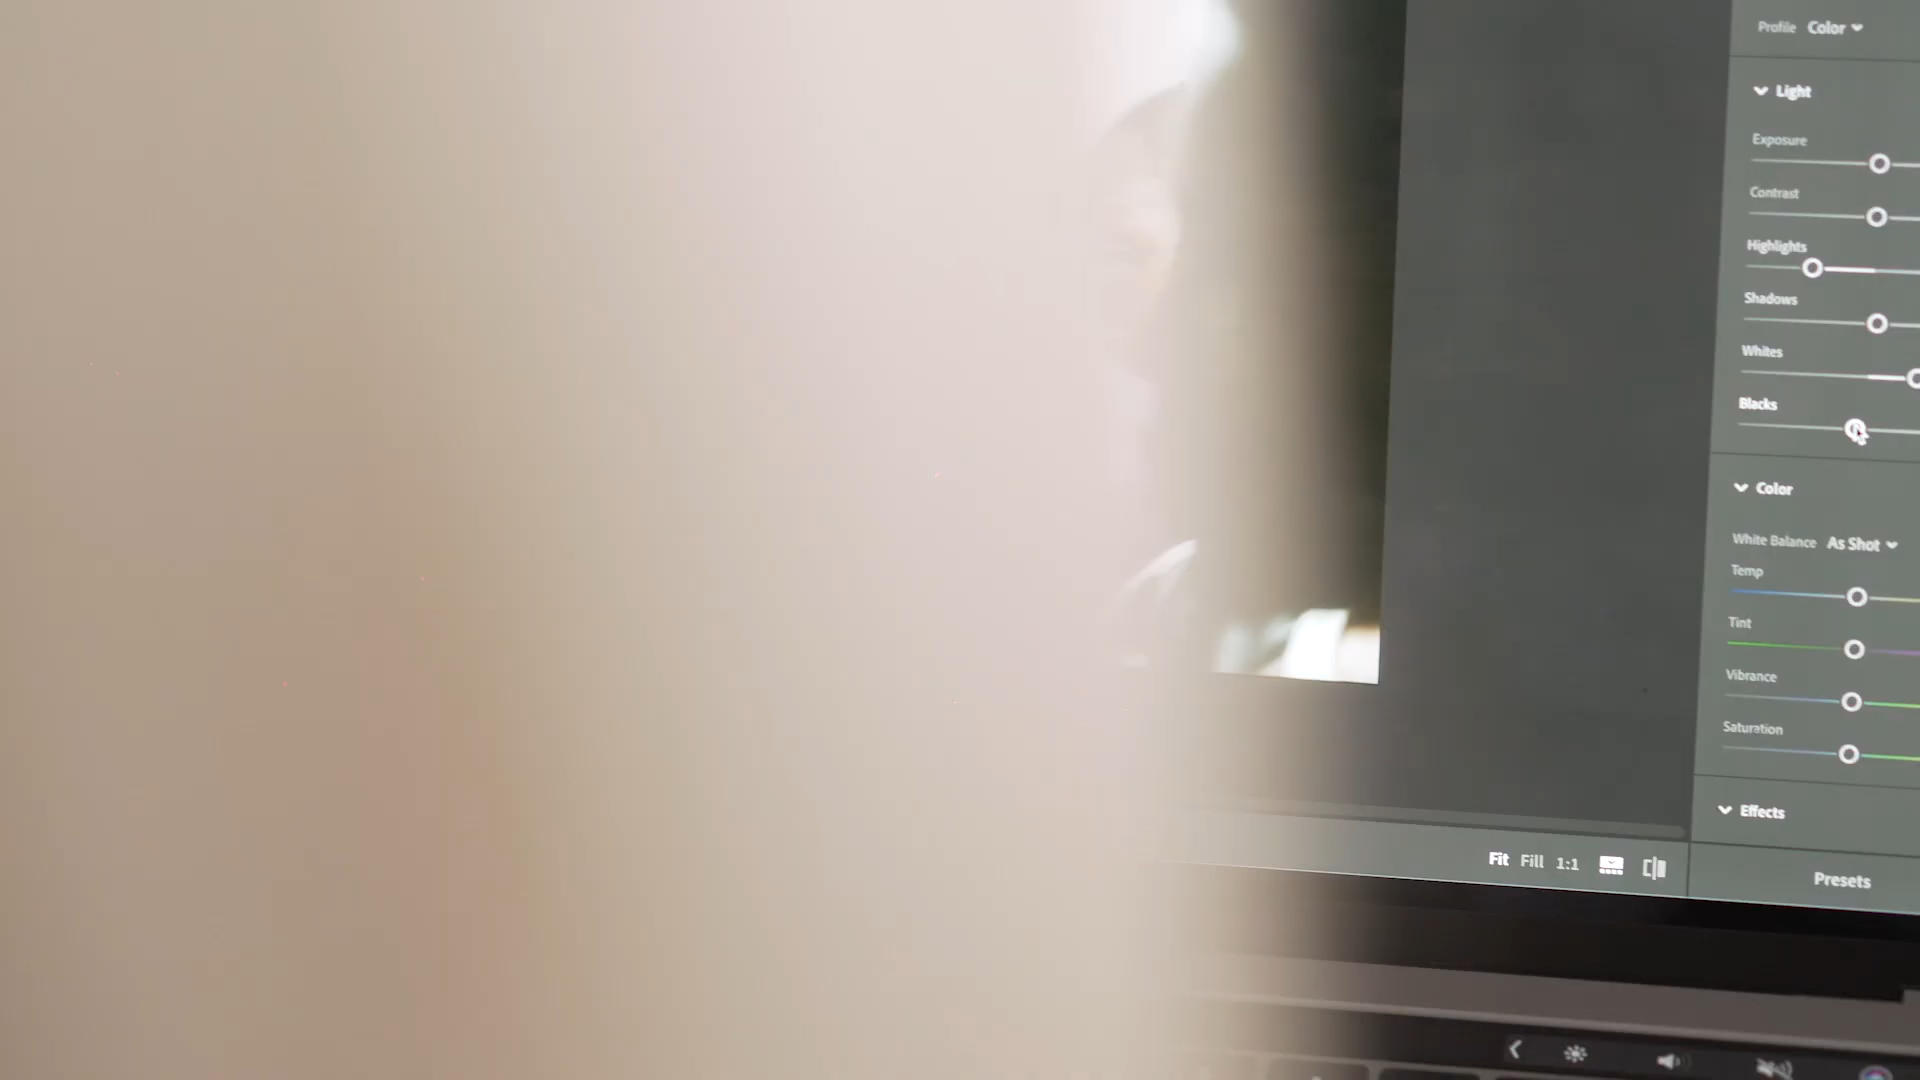 Profile Color
Light
Exposure
Contrast
Highlights
Shadows
Whites
Blacks
Color
White Balance As Shot
Temp
Tint
Vibrance
Saturation
Effects
Fit Fill 1:1
Presets